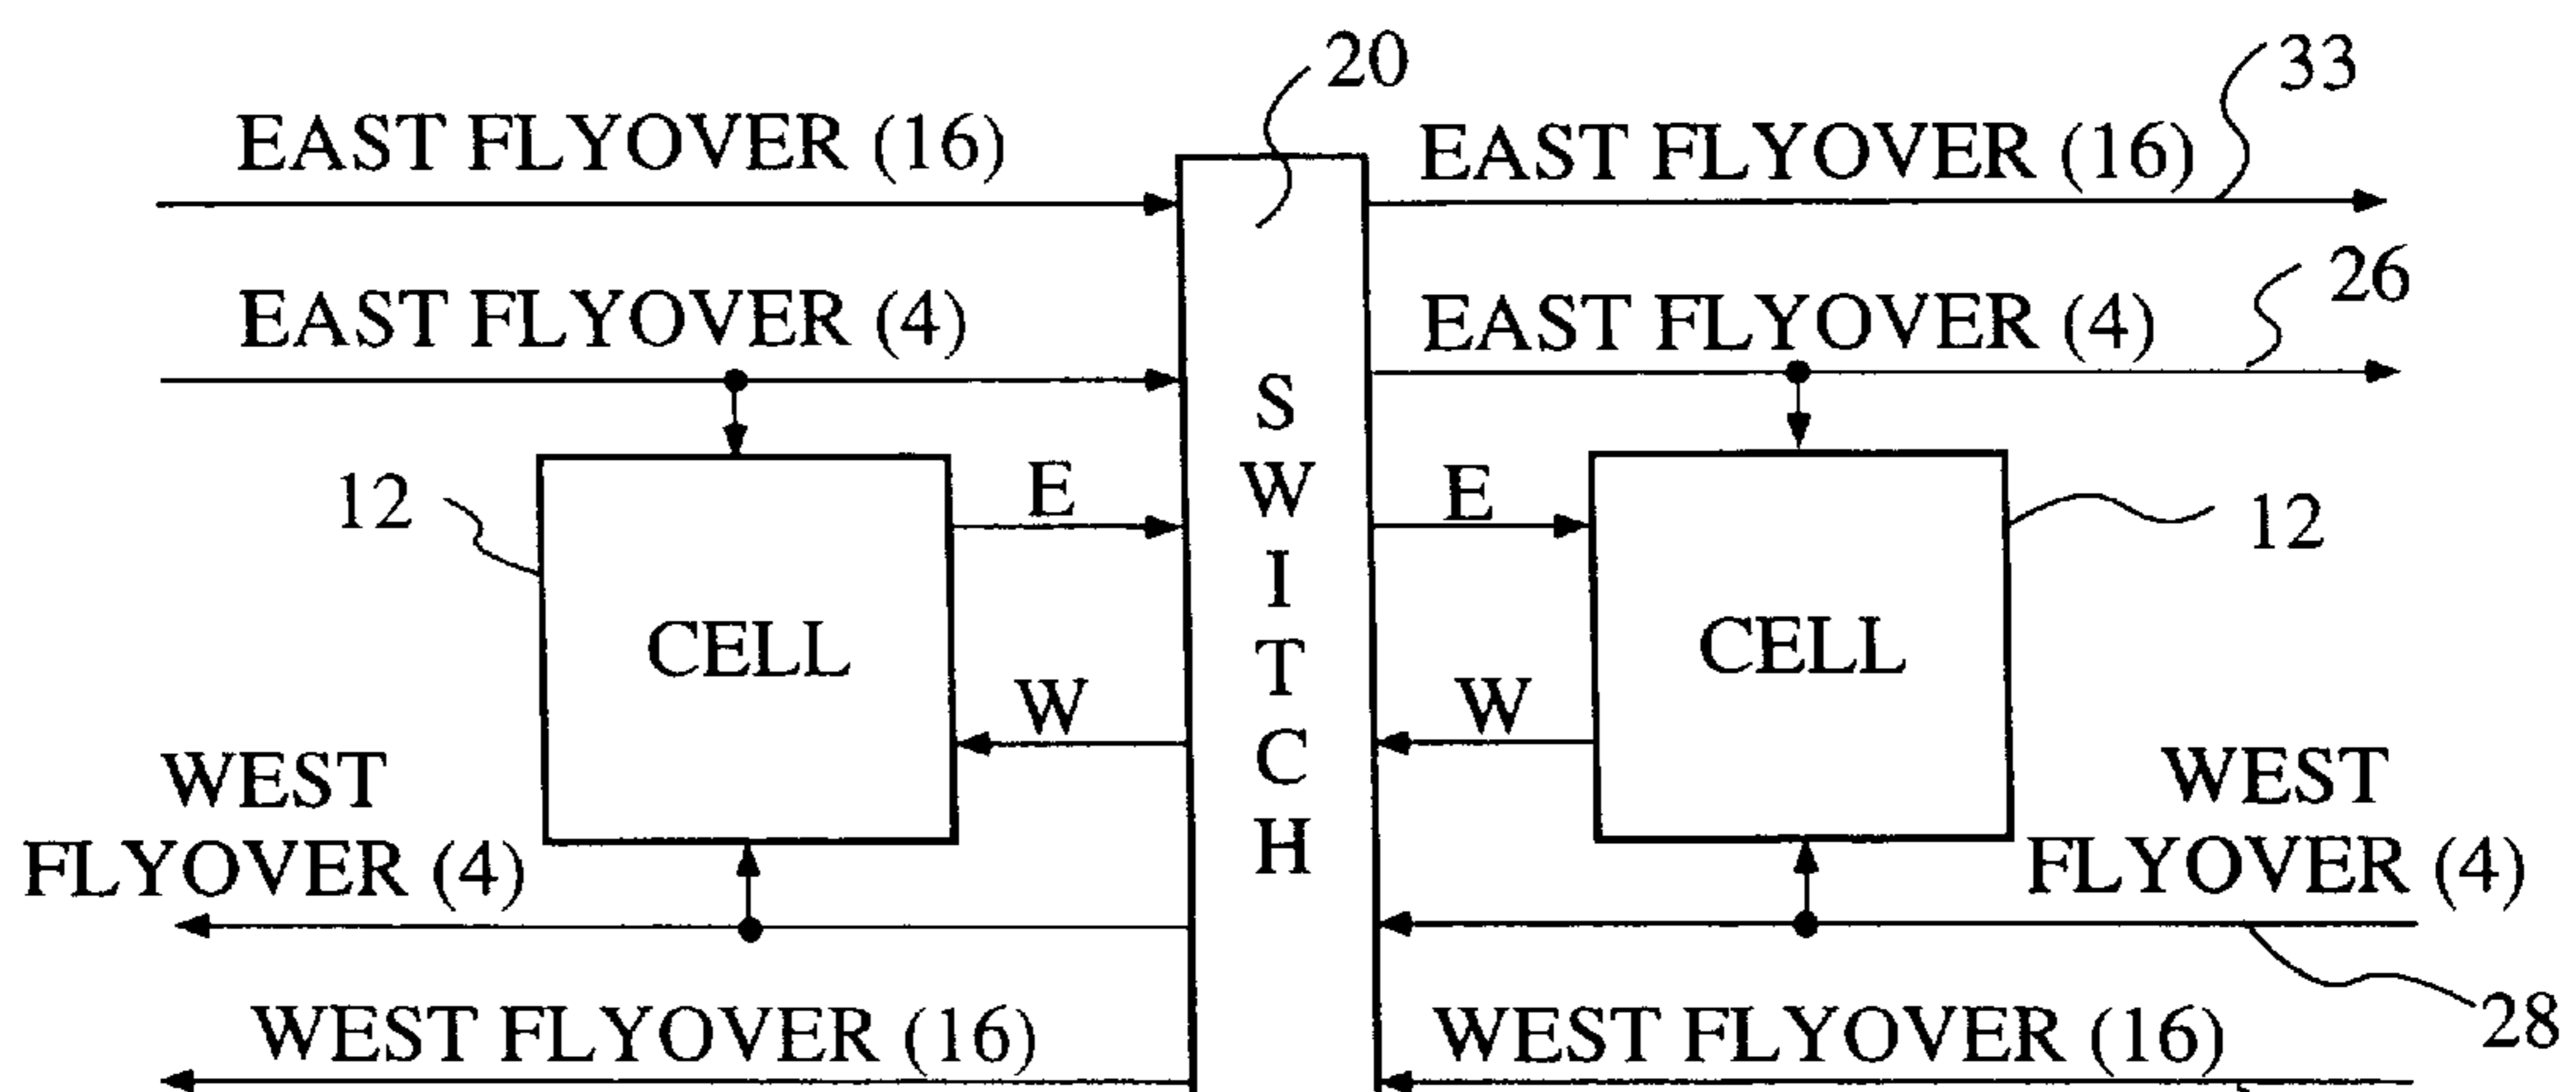 20
33
EAST FLYOVER (16)
EAST FLYOVER (16)
26
EAST FLYOVER (4)
EAST FLYOVER (4)
SWITCH
12
E
E
12
CELL
CELL
W
W
WEST
FLYOVER (4)
WEST
FLYOVER (4)
28
WEST FLYOVER (16)
WEST FLYOVER (16)